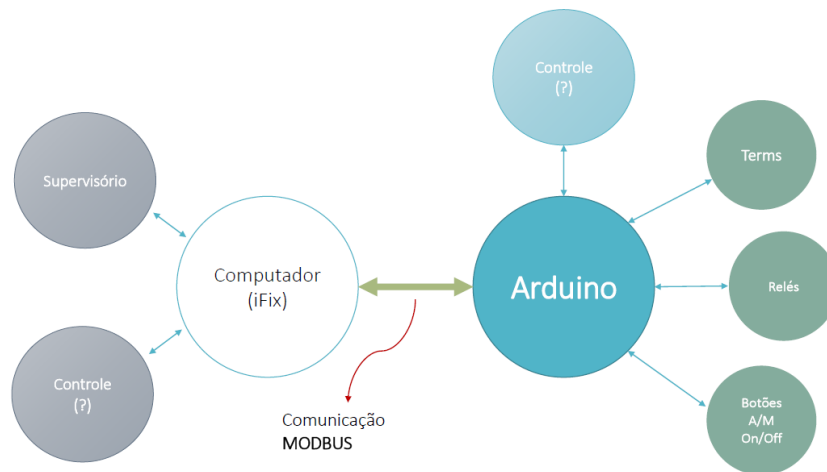 Controle
(?)
Supervisório
Terms
Computador
(iFix)
Arduino
Relés
Controle
(?)
Botões
A/M
On/Off
Comunicação
MODBUS